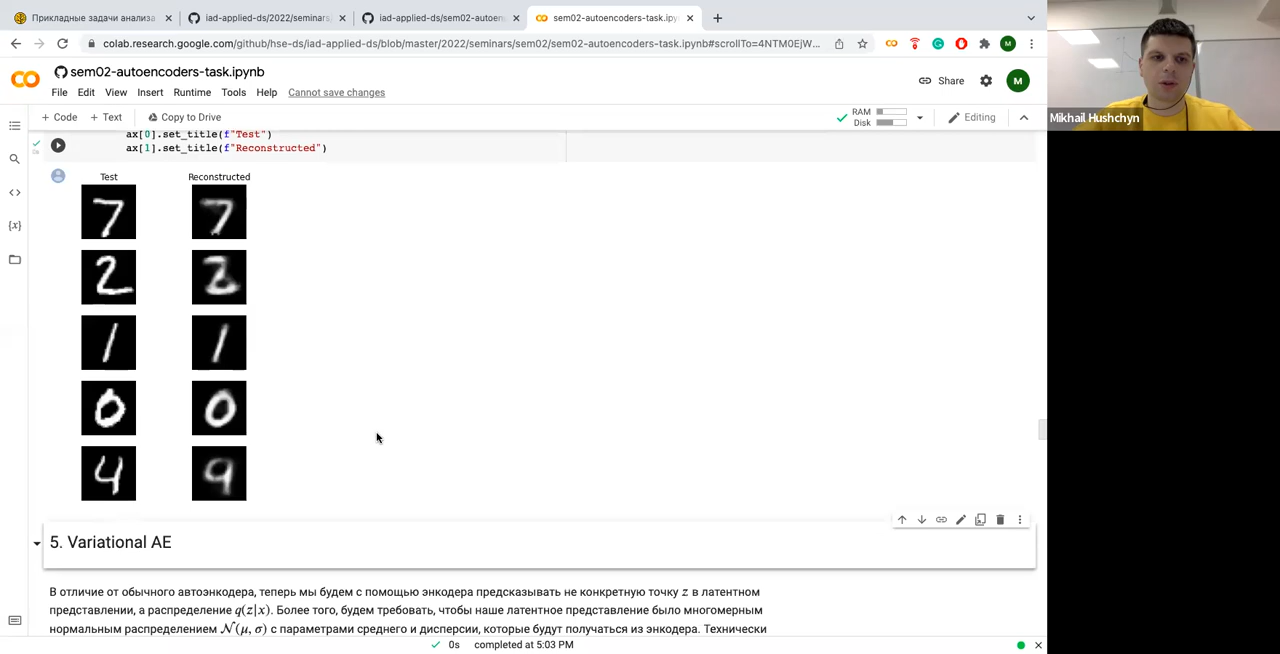 Прикладные задачи анализа
iad-applied-ds/2022/seminars
iad-applied-ds/sem02-autoen
sem02-autoencoders-task.ipy
colab.research.google.com/github/hse-ds/iad-applied-ds/blob/master/2022/seminars/sem02/sem02-autoencoders-task.ipynb#scrollTo=4NTM0EjW...
M
sem02-autoencoders-task.ipynb
Share
M
File Edit View Insert Runtime Tools Help Cannot save changes
+ Code + Text Copy to Drive
RAM
Disk
Editing
ax[0].set_title(f"Test")
ax[1].set_title(f"Reconstructed")
Test Reconstructed
7 7
2 2
1 1
0 0
4 9
5. Variational AE
В отличие от обычного автоэнкодера, теперь мы будем с помощью энкодера предсказывать не конкретную точку z в латентном
представлении, а распределение q(z|x). Более того, будем требовать, чтобы наше латентное представление было многомерным
нормальным распределением N(μ, σ) с параметрами среднего и дисперсии, которые будут получаться из энкодера. Технически
0s completed at 5:03 PM
Mikhail Hushchyn